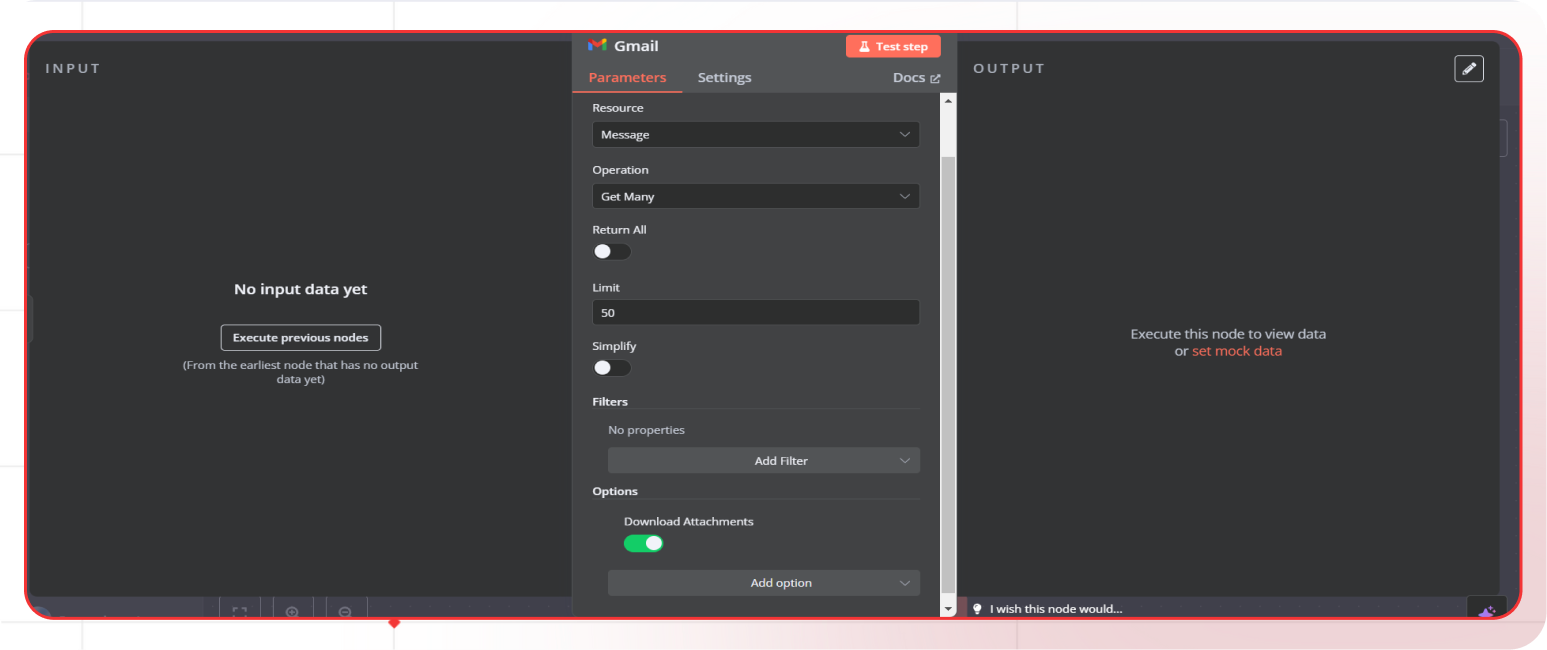 INPUT
No input data yet
Execute previous nodes
(From the earliest node that has no output
data yet)
Gmail
Test step
Parameters
Settings
Docs
Resource
Message
Operation
Get Many
Return All
Limit
50
Simplify
Filters
No properties
Add Filter
Options
Download Attachments
Add option
OUTPUT
Execute this node to view data
or set mock data
I wish this node would...